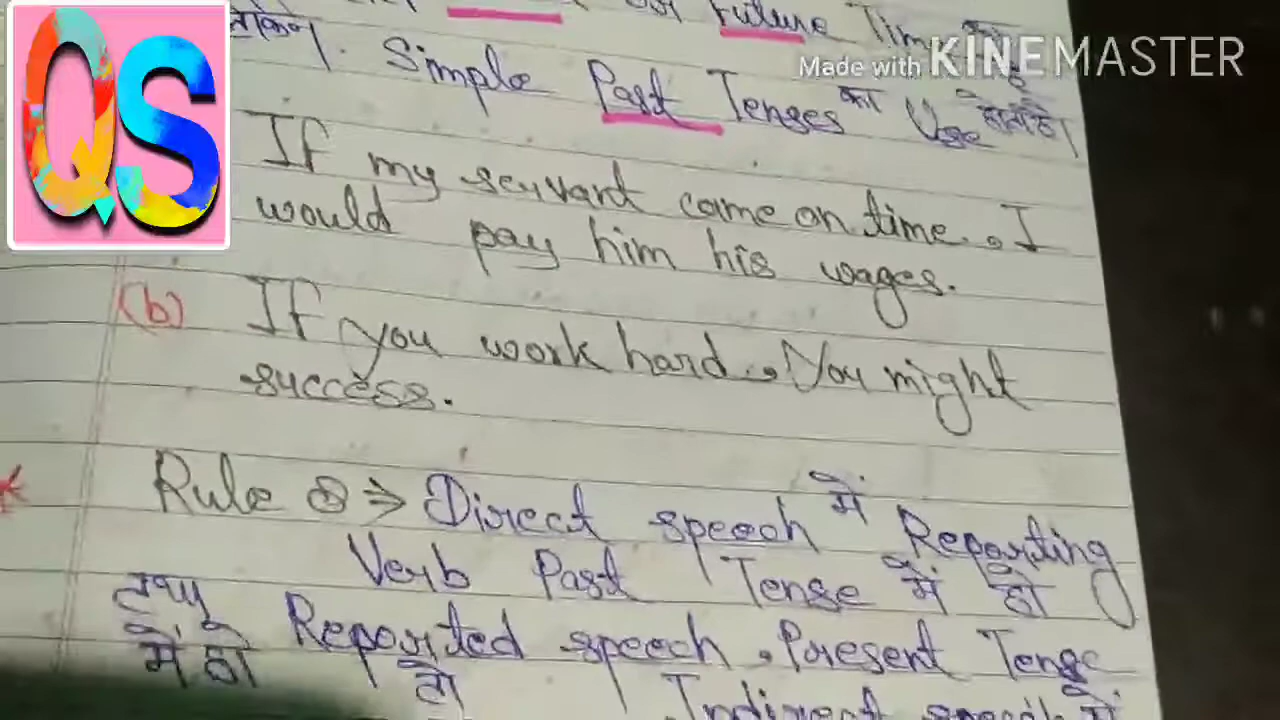 Future Time का
Simple Past Tenses का Use होता है।
Made with KINEMASTER
QS
If my servant came on time, I
would pay him his wages.
(b) If you work hard, You might
success.
Rule ⇒ Direct speech में Reporting
Verb Past Tense में हो
Reported speech, Present Tense
में हो तो Indirect speech में